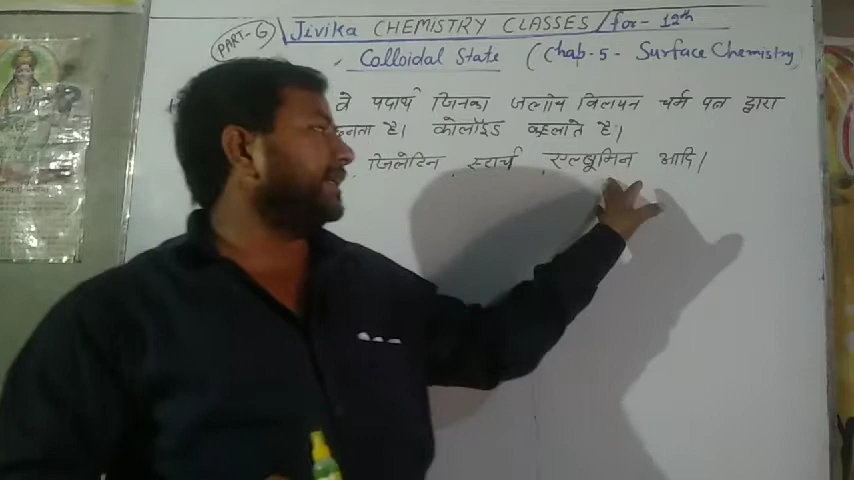 PART-6 Jivika CHEMISTRY CLASSES / for- 12th
Colloidal State (Chap-5- Surface Chemistry)
वे पदार्थ जिनका जलीय विलयन चर्म पत्र द्वारा
है। कोलॉइड कहलाते है।
जिलेटिन, स्टार्च, एल्ब्यूमिन आदि।